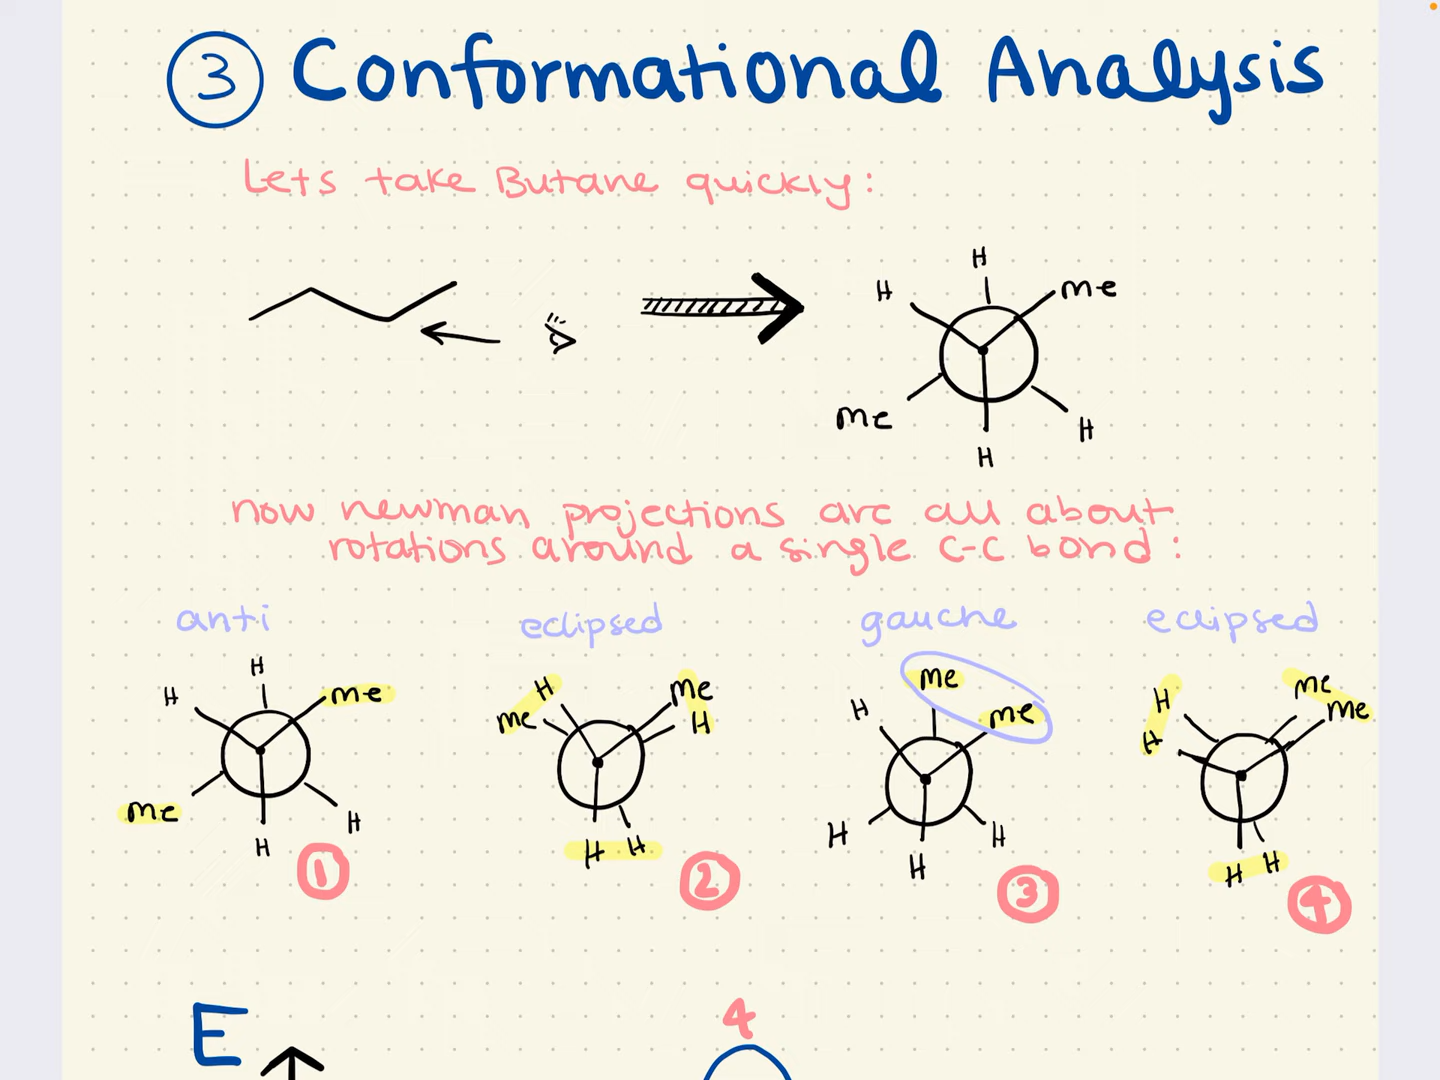 3 Conformational Analysis
Lets take Butane quickly:
H
H
me
me
H
H
now newman projections are all about
rotations around a single C-C bond:
anti eclipsed gauche eclipsed
H
H me
me
H
H
1
H me
me H
H H
2
me
H me
H H
H
3
H me
me
H
H H
4
E
4